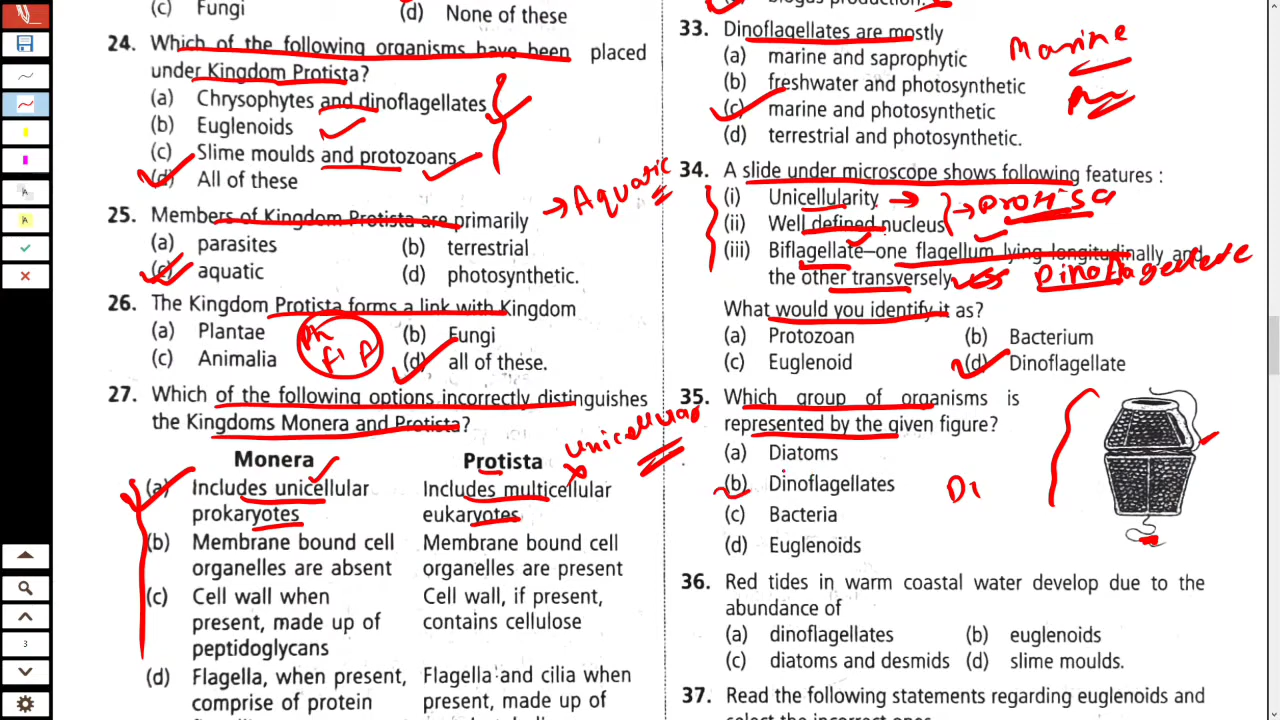 (c) Fungi (d) None of these
24. Which of the following organisms have been placed
under Kingdom Protista?
(a) Chrysophytes and dinoflagellates
(b) Euglenoids
(c) Slime moulds and protozoans
(d) All of these
25. Members of Kingdom Protista are primarily
→ Aquatic
(a) parasites (b) terrestrial
(c) aquatic (d) photosynthetic.
26. The Kingdom Protista forms a link with Kingdom
(a) Plantae (b) Fungi
(c) Animalia (d) all of these.
27. Which of the following options incorrectly distinguishes
the Kingdoms Monera and Protista?
Unicellular
Monera Protista
(a) Includes unicellular Includes multicellular
prokaryotes eukaryotes
(b) Membrane bound cell Membrane bound cell
organelles are absent organelles are present
(c) Cell wall when Cell wall, if present,
present, made up of contains cellulose
peptidoglycans
(d) Flagella, when present, Flagella and cilia when
comprise of protein present, made up of
biogas production.
33. Dinoflagellates are mostly
Marine
(a) marine and saprophytic
(b) freshwater and photosynthetic
(c) marine and photosynthetic
(d) terrestrial and photosynthetic.
34. A slide under microscope shows following features :
(i) Unicellularity
→ Protista
(ii) Well defined nucleus
(iii) Biflagellate–one flagellum lying longitudinally and
the other transversely
Dinoflagellate
What would you identify it as?
(a) Protozoan (b) Bacterium
(c) Euglenoid (d) Dinoflagellate
35. Which group of organisms is
represented by the given figure?
(a) Diatoms
(b) Dinoflagellates
Di
(c) Bacteria
(d) Euglenoids
36. Red tides in warm coastal water develop due to the
abundance of
(a) dinoflagellates (b) euglenoids
(c) diatoms and desmids (d) slime moulds.
37. Read the following statements regarding euglenoids and
select the incorrect ones